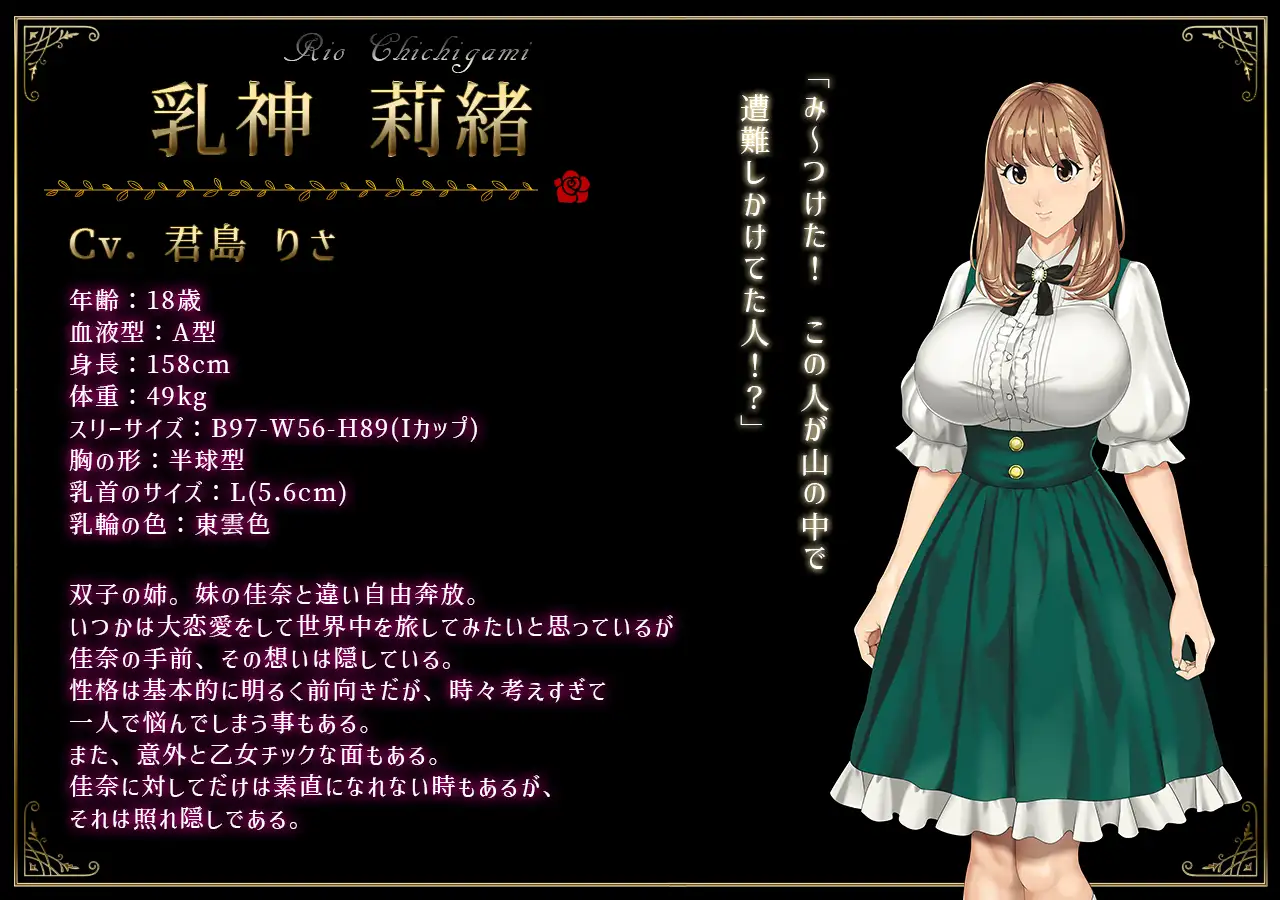 Rio Chichigami
乳神 莉緒
Cv. 君島 りさ
年齢：18歳
血液型：A型
身長：158cm
体重：49kg
スリーサイズ：B97-W56-H89(Iカップ)
胸の形：半球型
乳首のサイズ：L(5.6cm)
乳輪の色：東雲色
双子の姉。妹の佳奈と違い自由奔放。
いつかは大恋愛をして世界中を旅してみたいと思っているが
佳奈の手前、その想いは隠している。
性格は基本的に明るく前向きだが、時々考えすぎて
一人で悩んでしまう事もある。
また、意外と乙女チックな面もある。
佳奈に対してだけは素直になれない時もあるが、
それは照れ隠しである。
「み～つけた！　この人が山の中で
遭難しかけてた人！？」